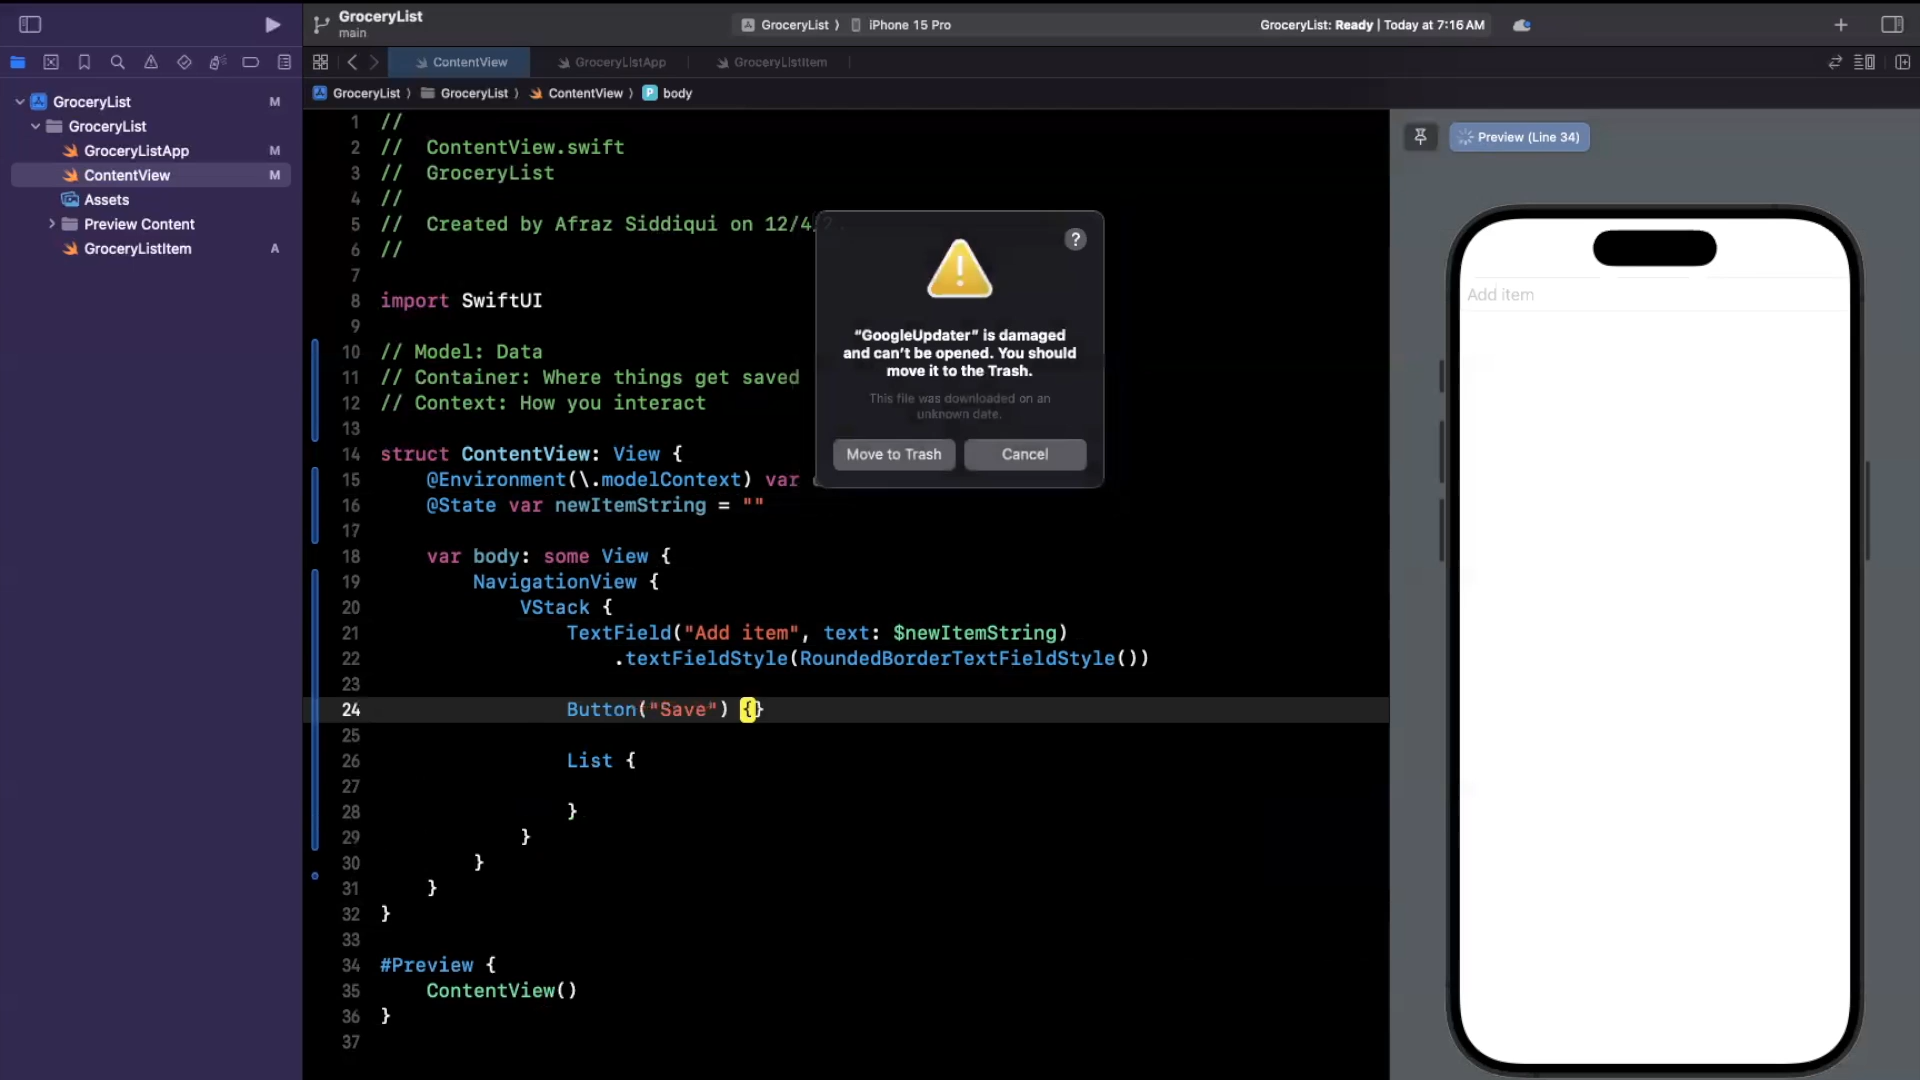 GroceryList
main
GroceryList
iPhone 15 Pro
GroceryList: Ready | Today at 7:16 AM
ContentView
GroceryListApp
GroceryListItem
GroceryList
GroceryList
ContentView
P
body
GroceryList M
GroceryList
GroceryListApp M
ContentView M
Assets
Preview Content
GroceryListItem A
1 //
2 //  ContentView.swift
3 //  GroceryList
4 //
5 //  Created by Afraz Siddiqui on 12/4/
6 //
7
8 import SwiftUI
9
10 // Model: Data
11 // Container: Where things get saved
12 // Context: How you interact
13
14 struct ContentView: View {
15     @Environment(\.modelContext) var
16     @State var newItemString = ""
17
18     var body: some View {
19         NavigationView {
20             VStack {
21                 TextField("Add item", text: $newItemString)
22                     .textFieldStyle(RoundedBorderTextFieldStyle())
23
24                 Button("Save") {}
25
26                 List {
27
28                 }
29             }
30         }
31     }
32 }
33
34 #Preview {
35     ContentView()
36 }
37
?
“GoogleUpdater” is damaged
and can’t be opened. You should
move it to the Trash.
This file was downloaded on an
unknown date.
Move to Trash
Cancel
Preview (Line 34)
Add item